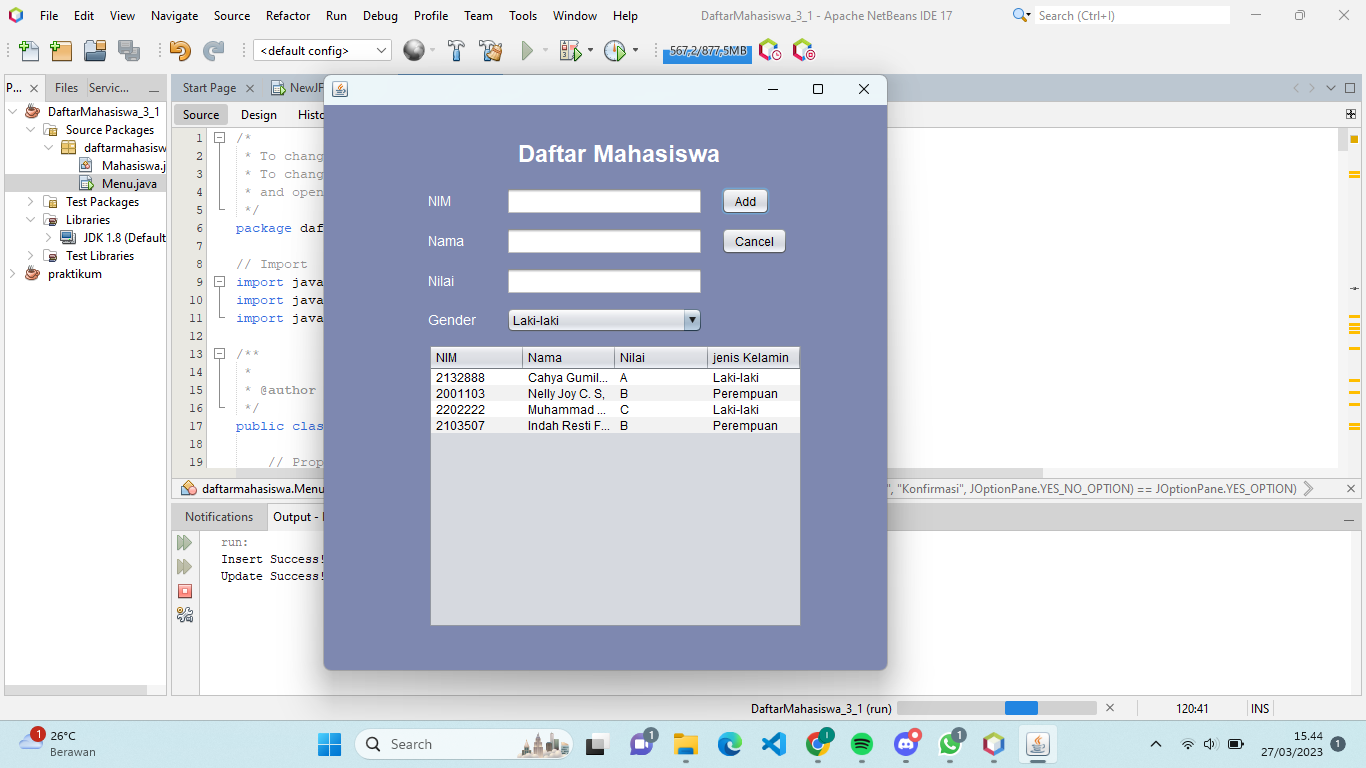 File Edit View Navigate Source Refactor Run Debug Profile Team Tools Window Help DaftarMahasiswa_3_1 - Apache NetBeans IDE 17 Search (Ctrl+I)
<default config> 567,2/877,5MB
P... Files Servic... Start Page NewJF
Source Design Histo
DaftarMahasiswa_3_1
Source Packages
daftarmahasisw
Mahasiswa.j
Menu.java
Test Packages
Libraries
JDK 1.8 (Default
Test Libraries
praktikum
1 /*
2 * To chang
3 * To chang
4 * and open
5 */
6 package daf
7
8 // Import
9 import java
10 import java
11 import java
12
13 /**
14 *
15 * @author
16 */
17 public clas
18
19 // Prop
Daftar Mahasiswa
NIM Add
Nama Cancel
Nilai
Gender Laki-laki
NIM Nama Nilai jenis Kelamin
2132888 Cahya Gumil... A Laki-laki
2001103 Nelly Joy C. S, B Perempuan
2202222 Muhammad ... C Laki-laki
2103507 Indah Resti F... B Perempuan
daftarmahasiswa.Menu ", "Konfirmasi", JOptionPane.YES_NO_OPTION) == JOptionPane.YES_OPTION)
Notifications Output -
run:
Insert Success!
Update Success!
DaftarMahasiswa_3_1 (run) 120:41 INS
1 26°C
Berawan
Search
1
1
1
15.44
27/03/2023
1